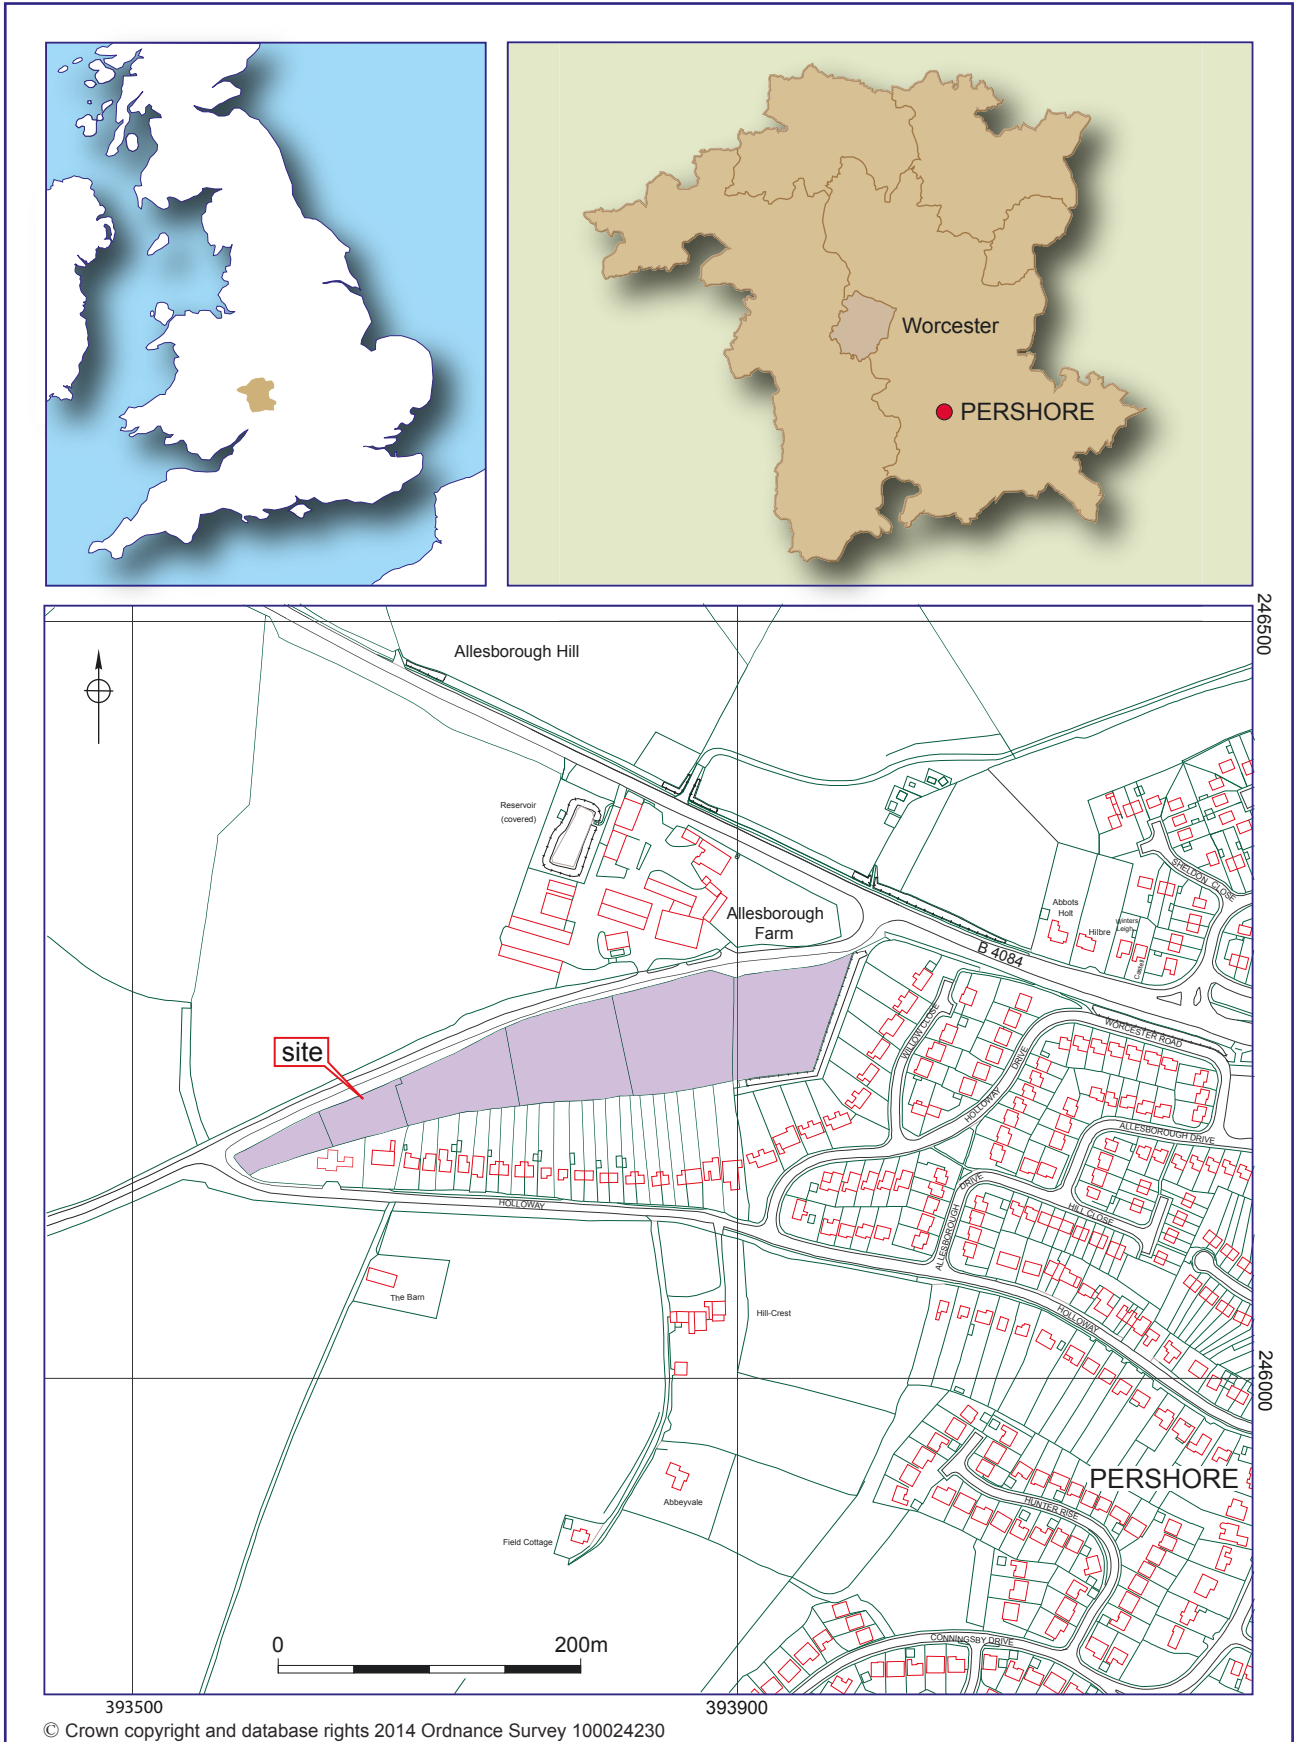 Worcester
PERSHORE
246500
Allesborough Hill
Reservoir
(covered)
SHELDON CLOSE
Abbots
Holt
Hilbre
Winters
Leigh
Allesborough
Farm
B 4084
WILLOW CLOSE
WORCESTER ROAD
HOLLOWAY DRIVE
site
ALLESBOROUGH DRIVE
HILL CLOSE
ALLESBOROUGH DRIVE
HOLLOWAY
The Barn
Hill-Crest
HOLLOWAY
246000
PERSHORE
Abbeyvale
HUNTER RISE
Field Cottage
CONNINGSBY DRIVE
0 200m
393500 393900
© Crown copyright and database rights 2014 Ordnance Survey 100024230